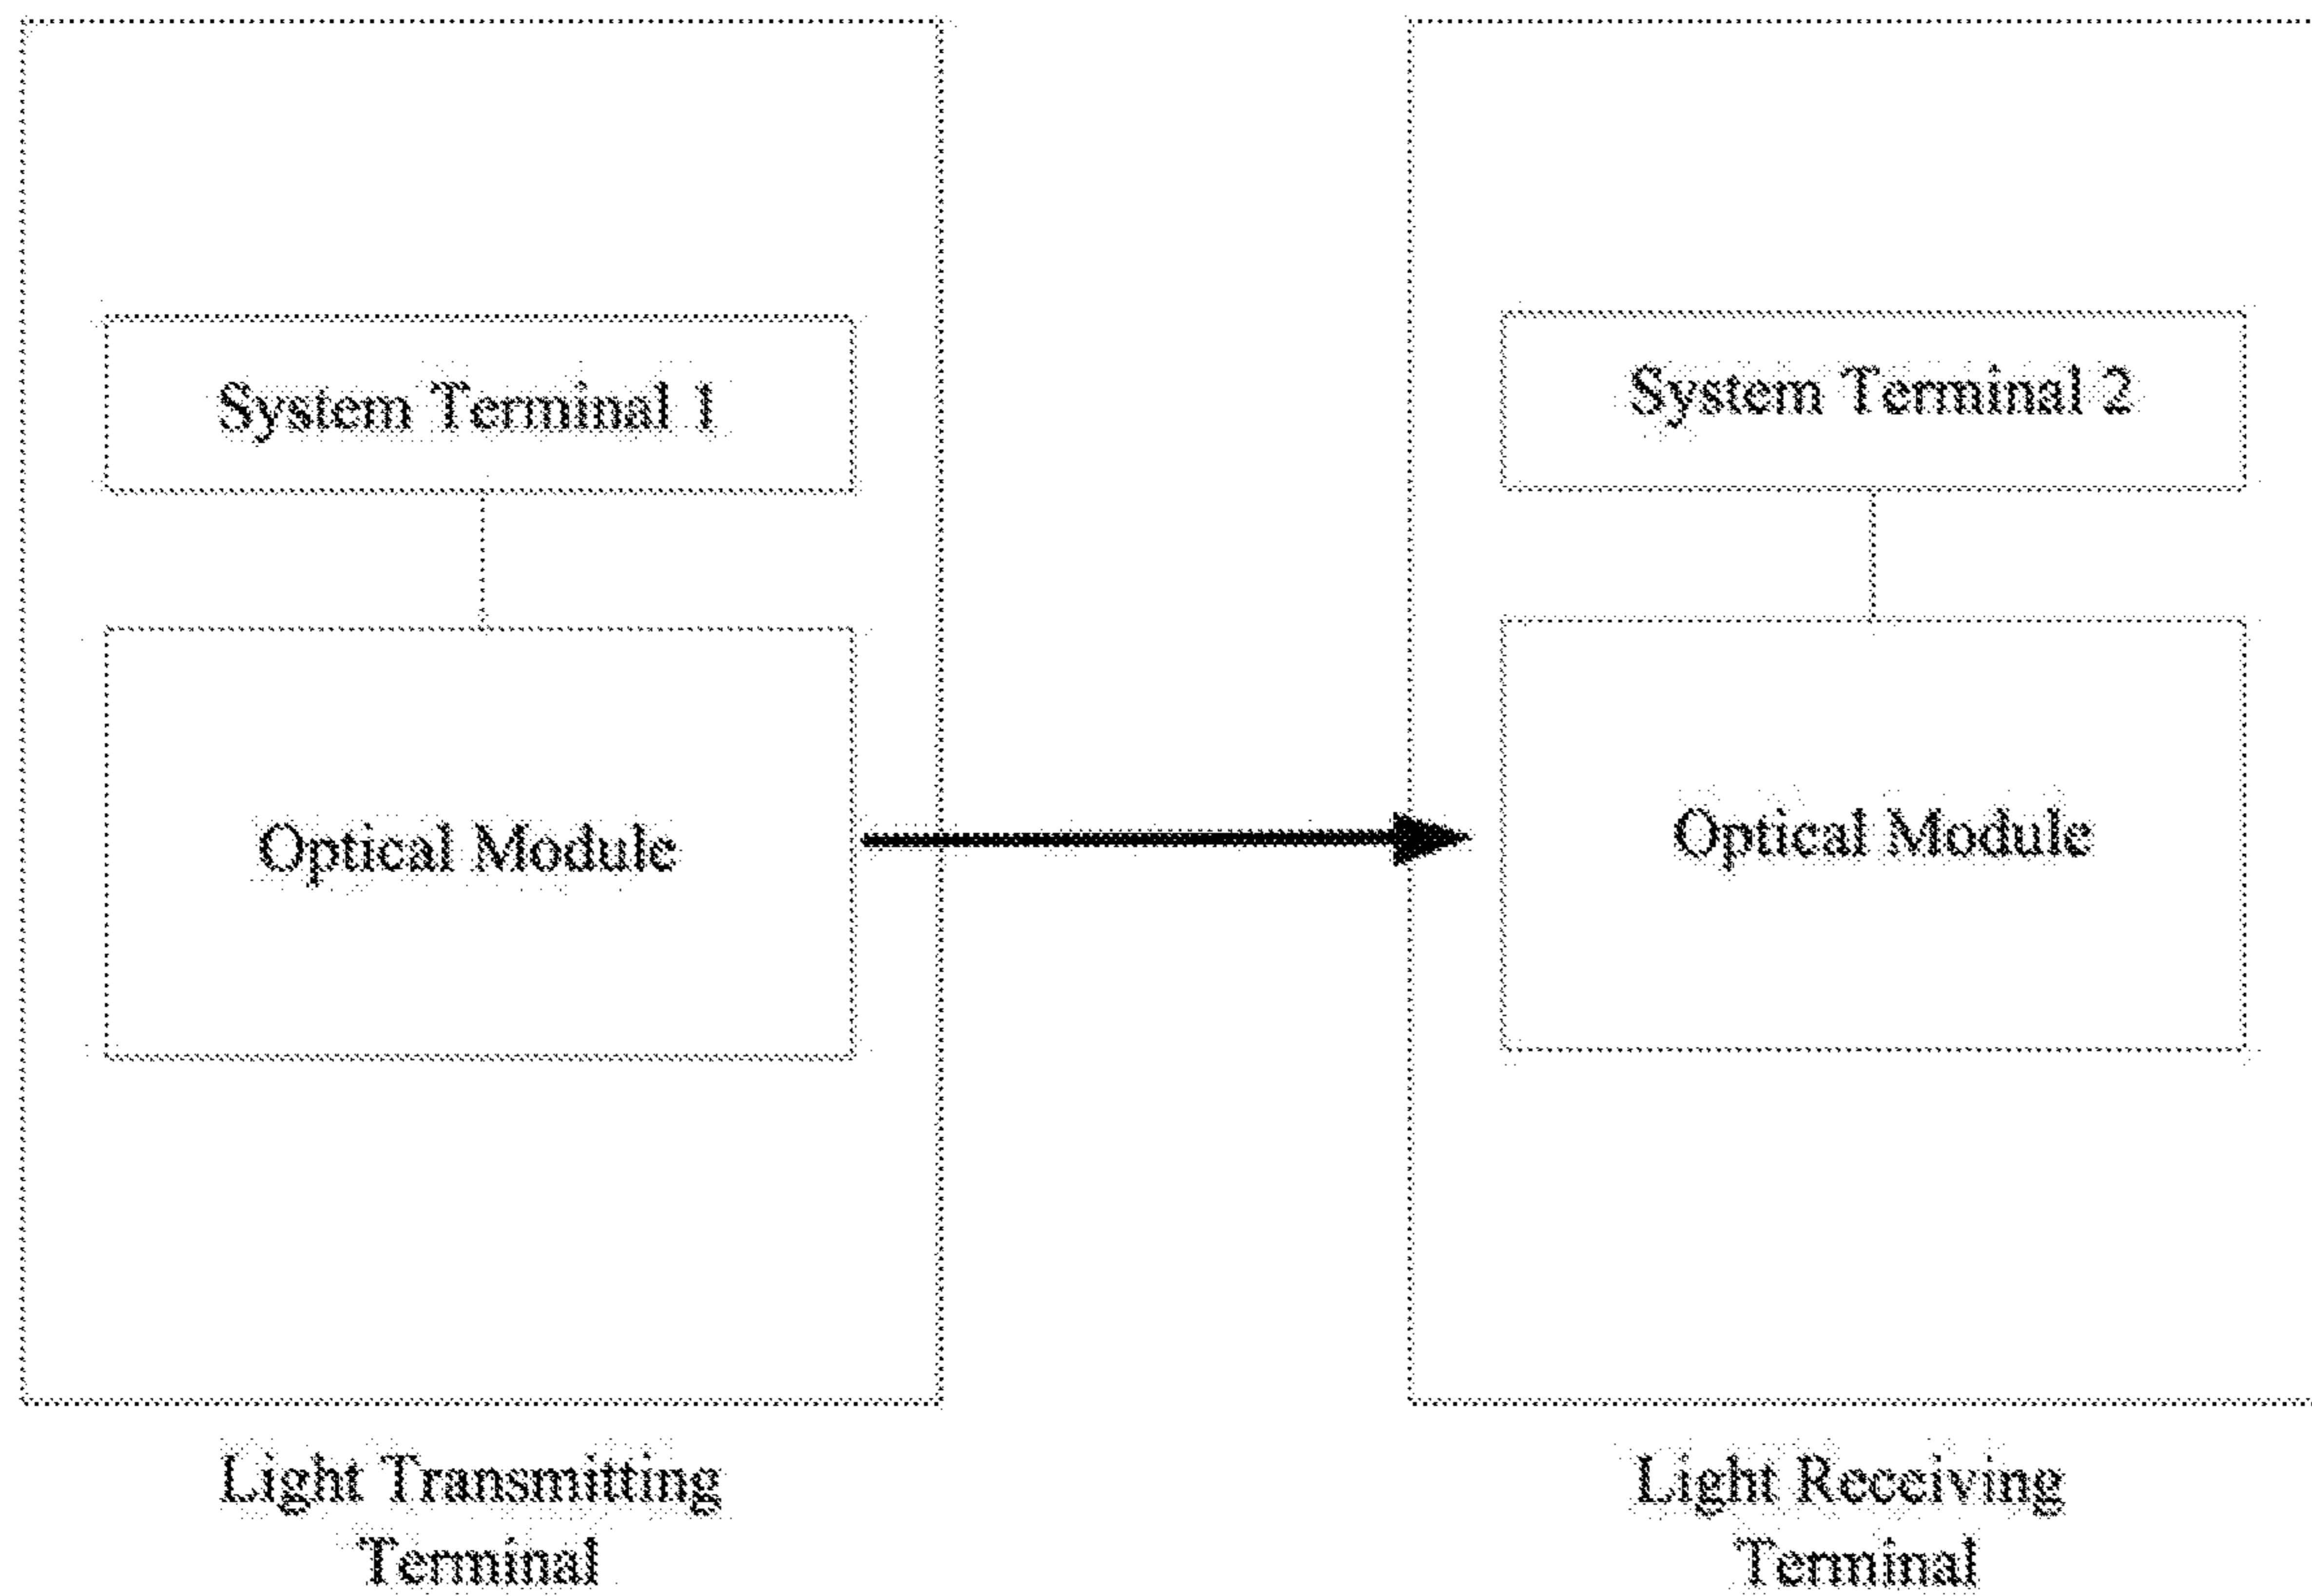 System Terminal 1
System Terminal 2
Optical Module
Optical Module
Light Transmitting
Terminal
Light Receiving
Terminal